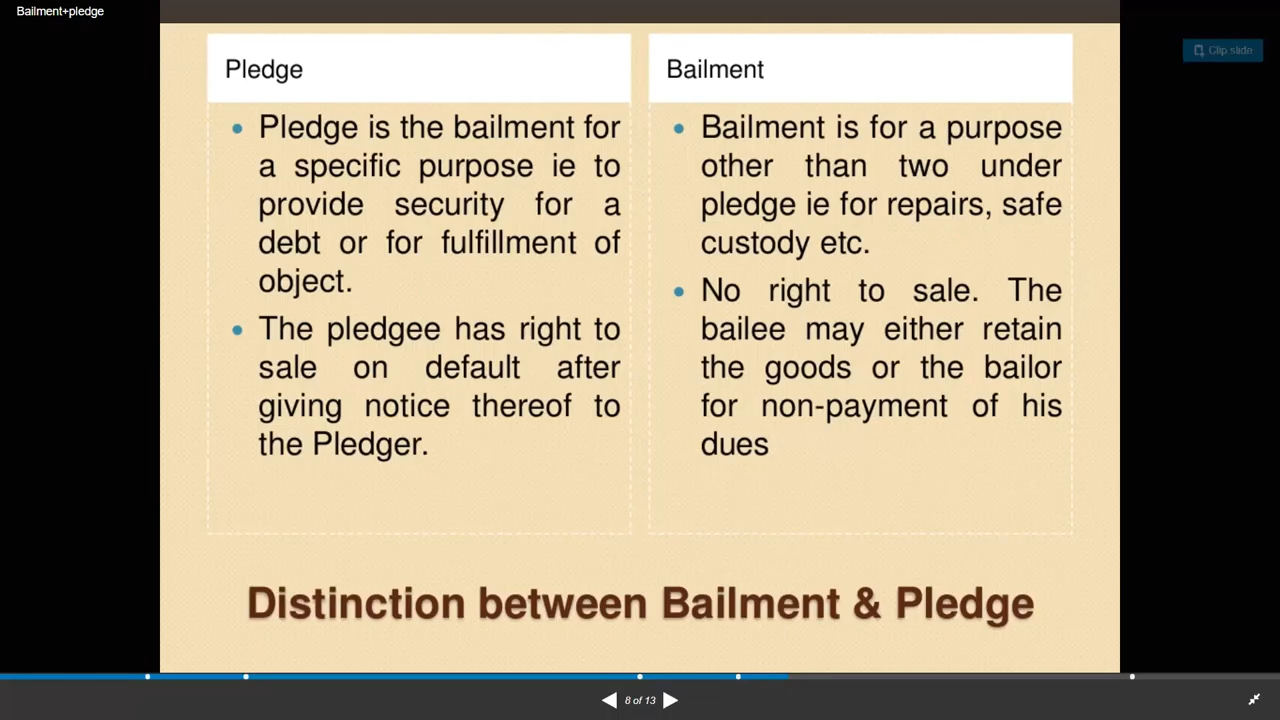 Bailment+pledge
Clip slide
Pledge
Pledge is the bailment for
a specific purpose ie to
provide security for a
debt or for fulfillment of
object.
The pledgee has right to
sale on default after
giving notice thereof to
the Pledger.
Bailment
Bailment is for a purpose
other than two under
pledge ie for repairs, safe
custody etc.
No right to sale. The
bailee may either retain
the goods or the bailor
for non-payment of his
dues
Distinction between Bailment & Pledge
8 of 13